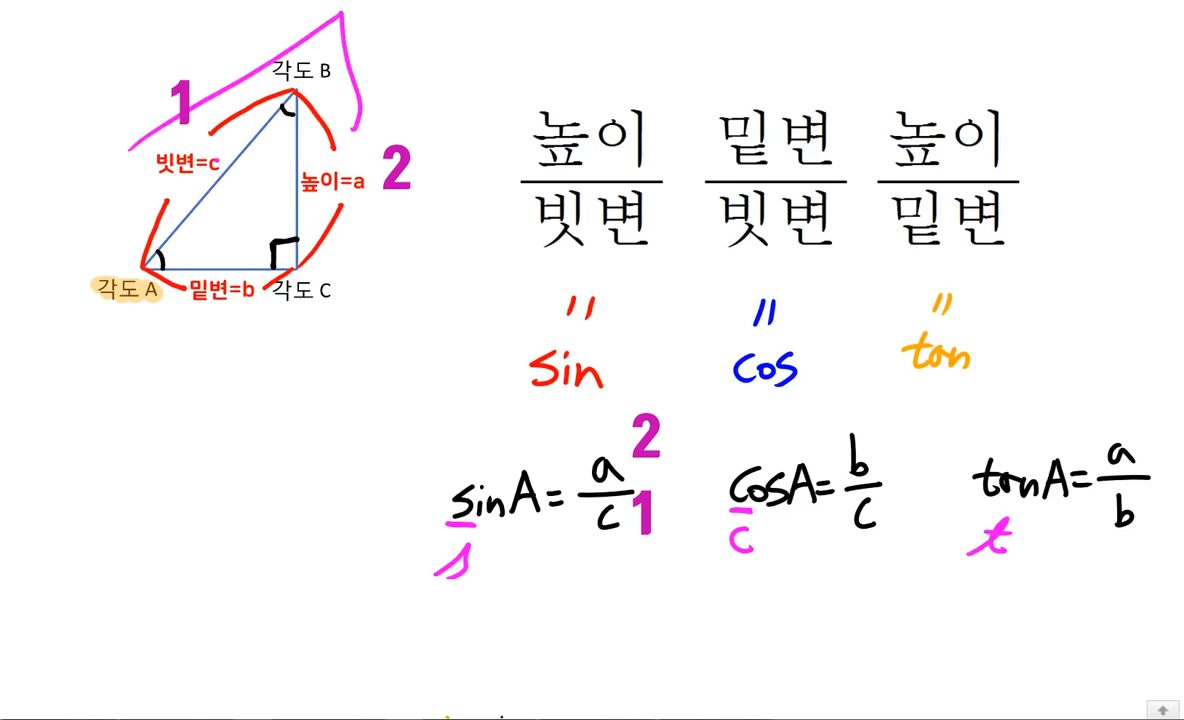 각도 B
1
빗변=c
높이=a
2
각도 A
밑변=b
각도 C
높이 밑변 높이
빗변 빗변 밑변
= = =
sin cos tan
2
sinA = a/c cosA = b/c tanA = a/b
1
s c t